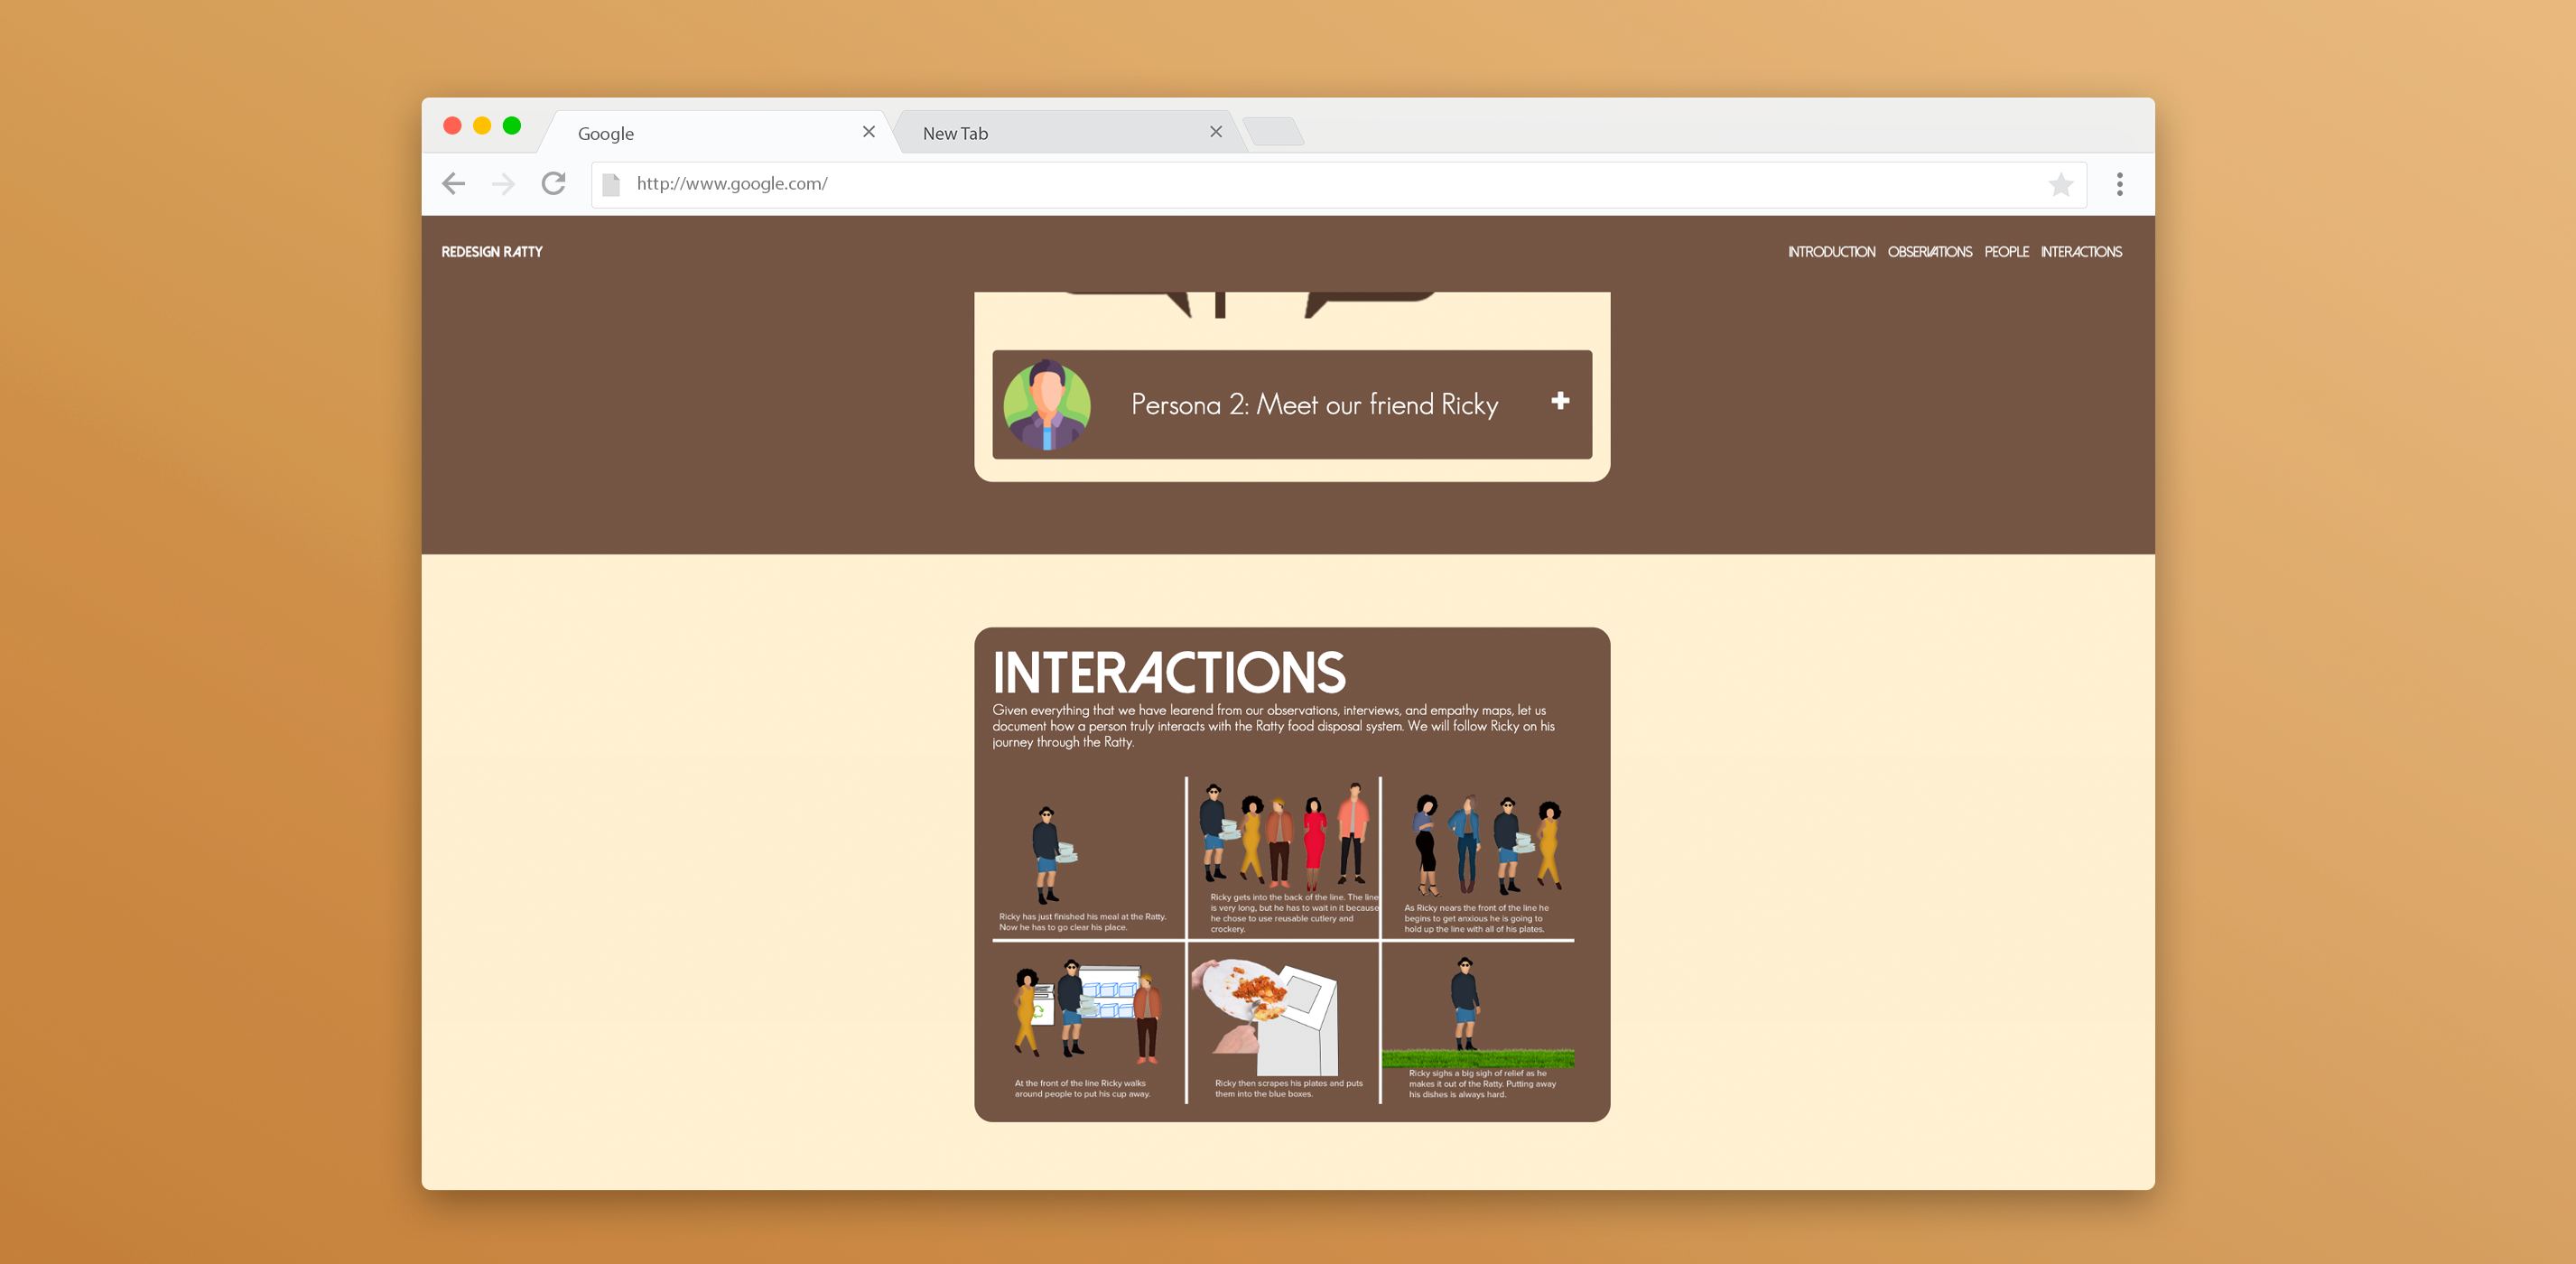 Google
New Tab
http://www.google.com/
REDESIGN RATTY
INTRODUCTION OBSERVATIONS PEOPLE INTERACTIONS
Persona 2: Meet our friend Ricky
INTERACTIONS
Given everything that we have learend from our observations, interviews, and empathy maps, let us
document how a person truly interacts with the Ratty food disposal system. We will follow Ricky on his
journey through the Ratty.
Ricky has just finished his meal at the Ratty.
Now he has to go clear his place.
Ricky gets into the back of the line. The line
is very long, but he has to wait in it because
he chose to use reusable cutlery and
crockery.
As Ricky nears the front of the line he
begins to get anxious he is going to
hold up the line with all of his plates.
At the front of the line Ricky walks
around people to put his cup away.
Ricky then scrapes his plates and puts
them into the blue boxes.
Ricky sighs a big sigh of relief as he
makes it out of the Ratty. Putting away
his dishes is always hard.